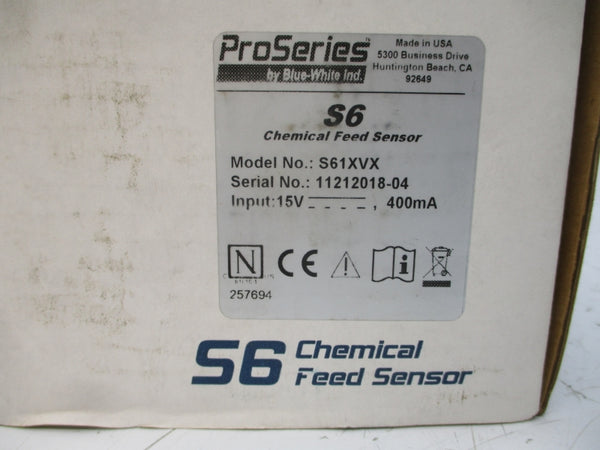 ProSeries™
by Blue-White Ind.
Made in USA
5300 Business Drive
Huntington Beach, CA
92649
S6
Chemical Feed Sensor
Model No.: S61XVX
Serial No.: 11212018-04
Input:15V , 400mA
N CE ! i
257694
S6 Chemical
Feed Sensor